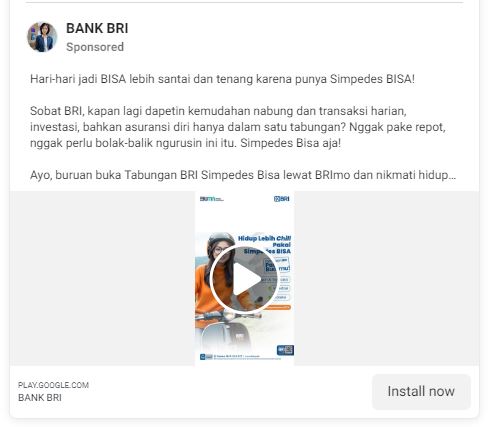 BANK BRI
Sponsored
Hari-hari jadi BISA lebih santai dan tenang karena punya Simpedes BISA!
Sobat BRI, kapan lagi dapetin kemudahan nabung dan transaksi harian,
investasi, bahkan asuransi diri hanya dalam satu tabungan? Nggak pake repot,
nggak perlu bolak-balik ngurusin ini itu. Simpedes Bisa aja!
Ayo, buruan buka Tabungan BRI Simpedes Bisa lewat BRImo dan nikmati hidup...
BRI
Hidup Lebih Chill
Pakai
Simpedes BISA
PLAY.GOOGLE.COM
BANK BRI
Install now